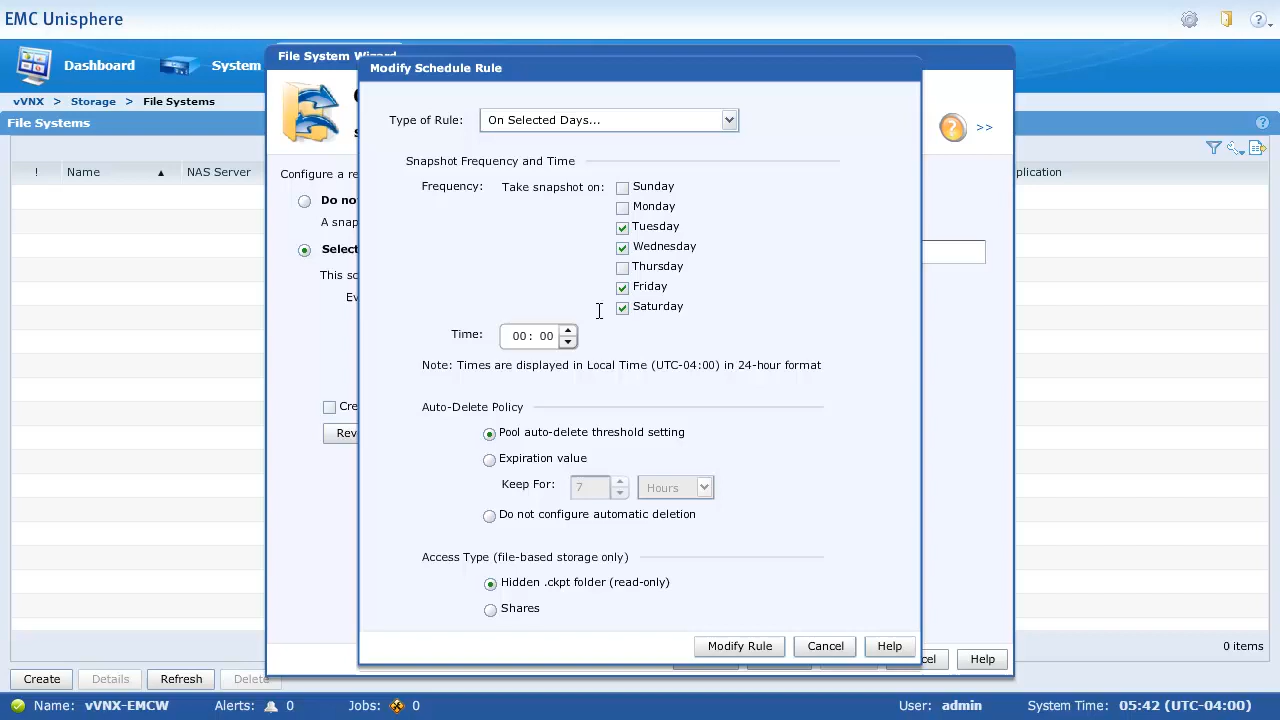 EMC Unisphere
Dashboard
System
vVNX > Storage > File Systems
File Systems
! Name NAS Server
File System Wizard
Modify Schedule Rule
Type of Rule: On Selected Days...
Snapshot Frequency and Time
Frequency: Take snapshot on: Sunday
Monday
Tuesday
Wednesday
Thursday
Friday
Saturday
Time: 00: 00
Note: Times are displayed in Local Time (UTC-04:00) in 24-hour format
Auto-Delete Policy
Pool auto-delete threshold setting
Expiration value
Keep For: 7 Hours
Do not configure automatic deletion
Access Type (file-based storage only)
Hidden .ckpt folder (read-only)
Shares
Modify Rule Cancel Help
Configure a re
Do no
A snap
Select
This sc
Ev
Cre
Rev
>>
plication
0 items
cel Help
Create Details Refresh Delete
Name: vVNX-EMCW Alerts: 0 Jobs: 0 User: admin System Time: 05:42 (UTC-04:00)